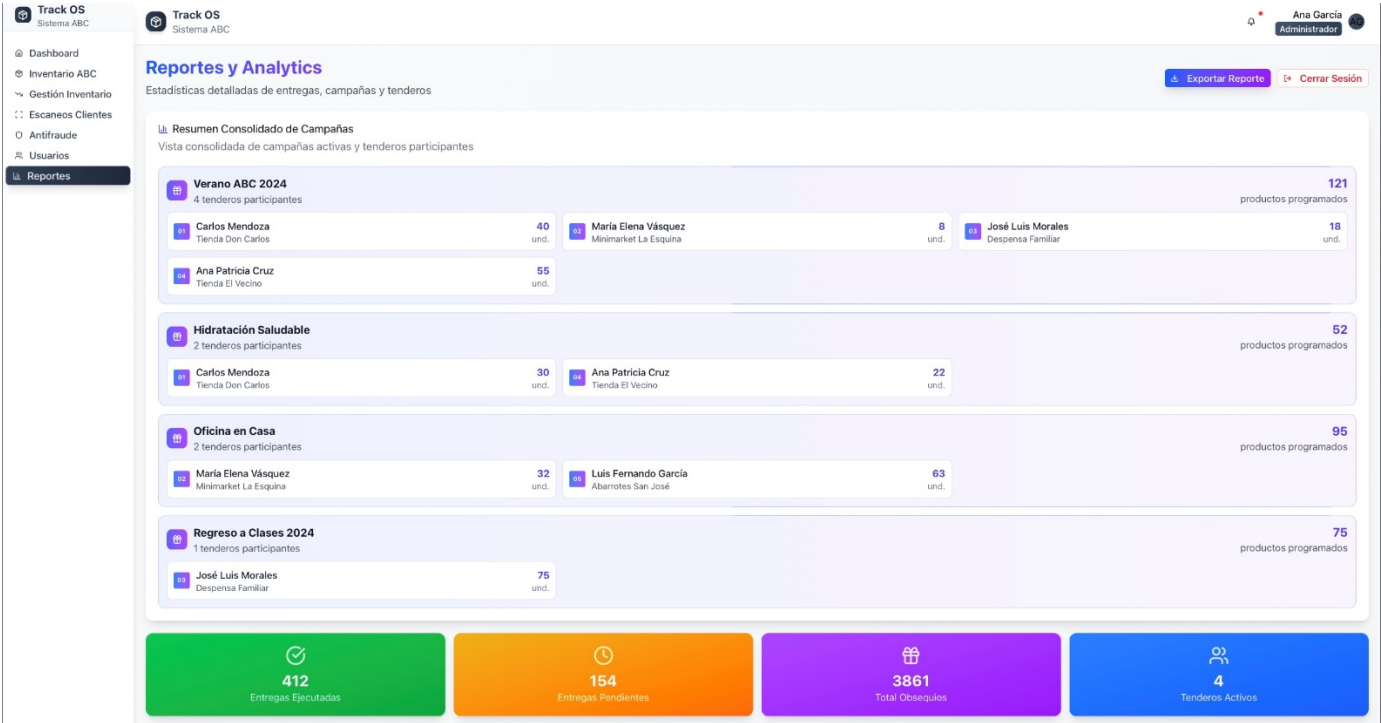 Track OS
Sistema ABC
Dashboard
Inventario ABC
Gestión Inventario
Escaneos Clientes
Antifraude
Usuarios
Reportes
Track OS
Sistema ABC
Ana García
Administrador
AG
Reportes y Analytics
Estadísticas detalladas de entregas, campañas y tenderos
Exportar Reporte
Cerrar Sesión
Resumen Consolidado de Campañas
Vista consolidada de campañas activas y tenderos participantes
Verano ABC 2024
4 tenderos participantes
121
productos programados
01
Carlos Mendoza
Tienda Don Carlos
40
und.
02
María Elena Vásquez
Minimarket La Esquina
8
und.
03
José Luis Morales
Despensa Familiar
18
und.
04
Ana Patricia Cruz
Tienda El Vecino
55
und.
Hidratación Saludable
2 tenderos participantes
52
productos programados
01
Carlos Mendoza
Tienda Don Carlos
30
und.
04
Ana Patricia Cruz
Tienda El Vecino
22
und.
Oficina en Casa
2 tenderos participantes
95
productos programados
02
María Elena Vásquez
Minimarket La Esquina
32
und.
05
Luis Fernando García
Abarrotes San José
63
und.
Regreso a Clases 2024
1 tenderos participantes
75
productos programados
03
José Luis Morales
Despensa Familiar
75
und.
412
Entregas Ejecutadas
154
Entregas Pendientes
3861
Total Obsequios
4
Tenderos Activos